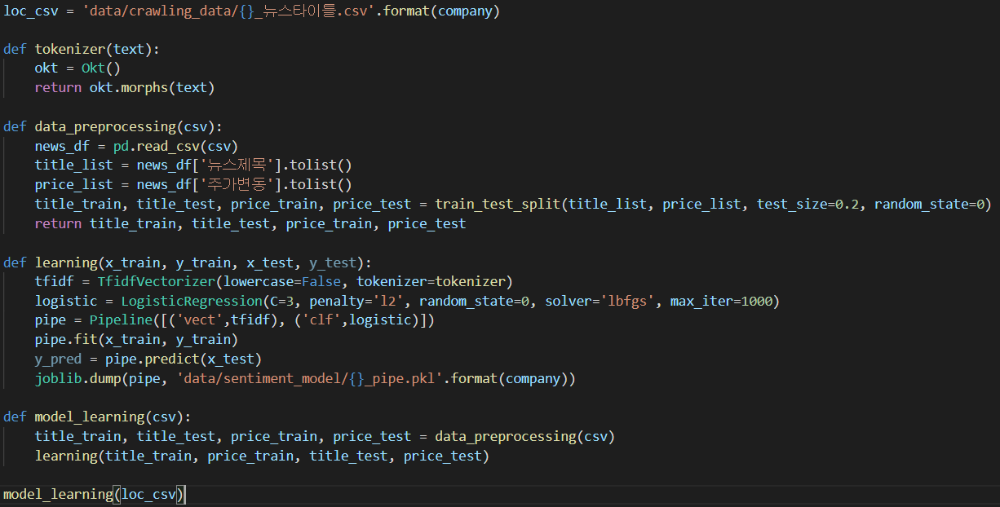 loc_csv = 'data/crawling_data/{}_뉴스타이틀.csv'.format(company)
def tokenizer(text):
    okt = Okt()
    return okt.morphs(text)
def data_preprocessing(csv):
    news_df = pd.read_csv(csv)
    title_list = news_df['뉴스제목'].tolist()
    price_list = news_df['주가변동'].tolist()
    title_train, title_test, price_train, price_test = train_test_split(title_list, price_list, test_size=0.2, random_state=0)
    return title_train, title_test, price_train, price_test
def learning(x_train, y_train, x_test, y_test):
    tfidf = TfidfVectorizer(lowercase=False, tokenizer=tokenizer)
    logistic = LogisticRegression(C=3, penalty='l2', random_state=0, solver='lbfgs', max_iter=1000)
    pipe = Pipeline([('vect',tfidf), ('clf',logistic)])
    pipe.fit(x_train, y_train)
    y_pred = pipe.predict(x_test)
    joblib.dump(pipe, 'data/sentiment_model/{}_pipe.pkl'.format(company))
def model_learning(csv):
    title_train, title_test, price_train, price_test = data_preprocessing(csv)
    learning(title_train, price_train, title_test, price_test)
model_learning(loc_csv)